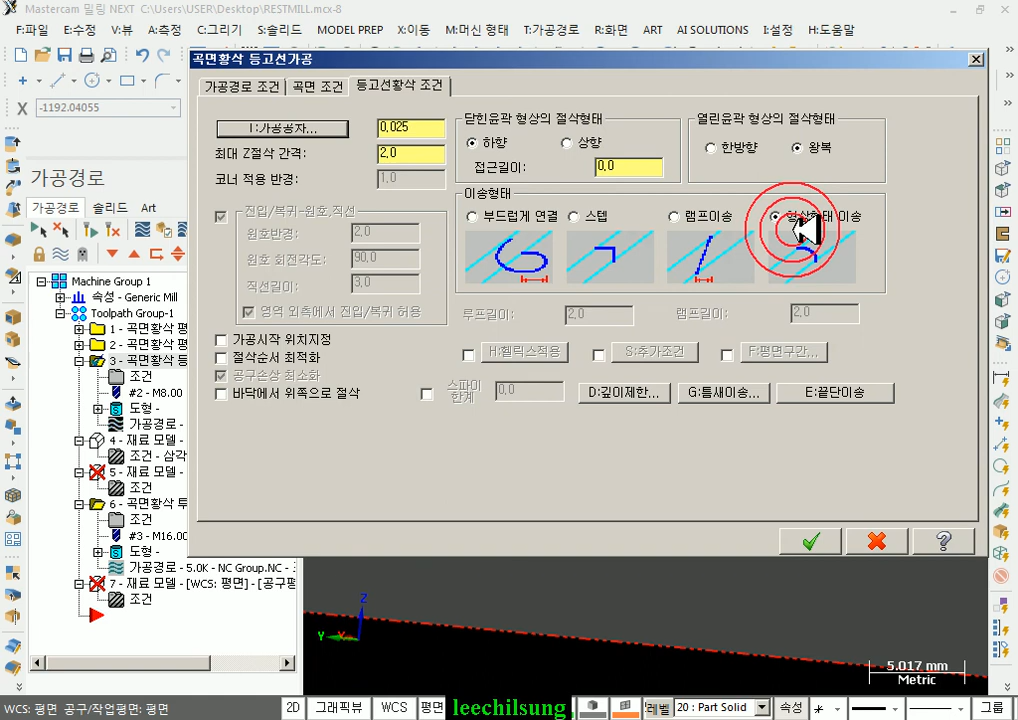 Mastercam 밀링 NEXT C:\Users\USER\Desktop\RESTMILL.mcx-8
F:파일 E:수정 V:뷰 A:측정 C:그리기 S:솔리드 MODEL PREP X:이동 M:머신 형태 T:가공경로 R:화면 ART AI SOLUTIONS I:설정 H:도움말
X -1192.04055
가공경로
가공경로 솔리드 Art
Machine Group 1
속성 - Generic Mill
Toolpath Group-1
1 - 곡면황삭 평
2 - 곡면황삭 평
3 - 곡면황삭 등
조건
#2 - M8.00
도형 -
가공경로 -
4 - 재료 모델 -
조건 - 삼각
5 - 재료 모델 -
조건
6 - 곡면황삭 투
조건
#3 - M16.00
도형 -
가공경로 - 5.0K - NC Group.NC -
7 - 재료 모델 - [WCS: 평면] - [공구평
조건
곡면황삭 등고선가공
가공경로 조건 곡면 조건 등고선황삭 조건
T:가공공차... 0.025
최대 Z절삭 간격: 2.0
코너 적용 반경: 1.0
진입/복귀-원호,직선
원호반경: 2.0
원호 회전각도: 90.0
직선길이: 3.0
영역 외측에서 진입/복귀 허용
가공시작 위치지정
절삭순서 최적화
공구손상 최소화
바닥에서 위쪽으로 절삭
닫힌윤곽 형상의 절삭형태
하향 상향
접근길이: 0.0
열린윤곽 형상의 절삭형태
한방향 왕복
이송형태
부드럽게 연결 스텝 램프이송 형상형태 이송
루프길이: 2.0 램프길이: 2.0
H:헬릭스적용 S:추가조건 F:평면구간...
스파이 한계 0.0 D:깊이제한... G:틈새이송... E:끝단이송
Z
Y X
5.017 mm
Metric
WCS: 평면 공구/작업평면: 평면 2D 그래픽뷰 WCS 평면 leechilsung 레벨 20 : Part Solid 속성 그룹